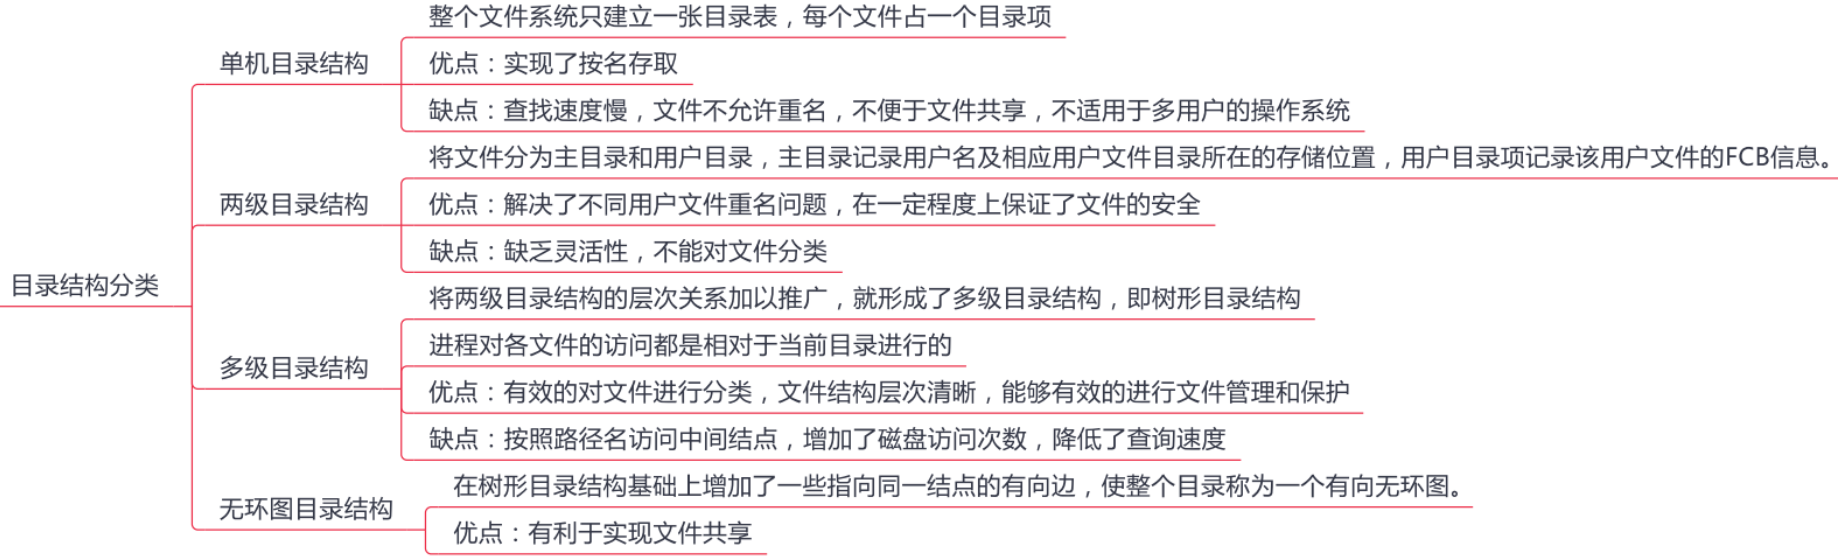 目录结构分类
单机目录结构
整个文件系统只建立一张目录表，每个文件占一个目录项
优点：实现了按名存取
缺点：查找速度慢，文件不允许重名，不便于文件共享，不适用于多用户的操作系统
两级目录结构
将文件分为主目录和用户目录，主目录记录用户名及相应用户文件目录所在的存储位置，用户目录项记录该用户文件的FCB信息。
优点：解决了不同用户文件重名问题，在一定程度上保证了文件的安全
缺点：缺乏灵活性，不能对文件分类
多级目录结构
将两级目录结构的层次关系加以推广，就形成了多级目录结构，即树形目录结构
进程对各文件的访问都是相对于当前目录进行的
优点：有效的对文件进行分类，文件结构层次清晰，能够有效的进行文件管理和保护
缺点：按照路径名访问中间结点，增加了磁盘访问次数，降低了查询速度
无环图目录结构
在树形目录结构基础上增加了一些指向同一结点的有向边，使整个目录称为一个有向无环图。
优点：有利于实现文件共享